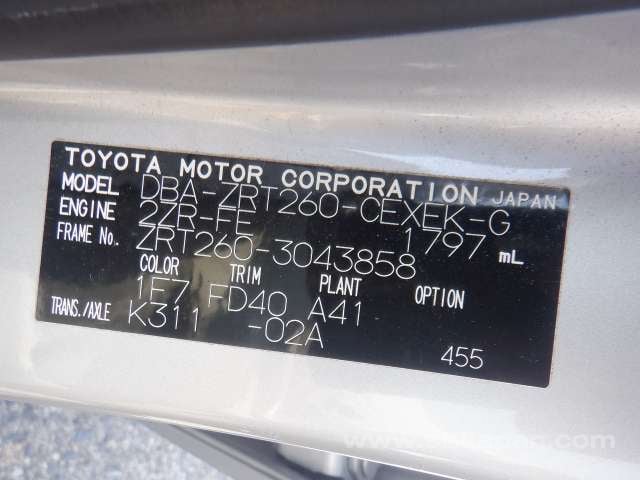 TOYOTA MOTOR CORPORATION JAPAN
MODEL DBA-ZRT260-CEXEK-G
ENGINE 2ZR-FE 1797 mL
FRAME No. ZRT260-3043858
COLOR TRIM PLANT OPTION
1F7 FD40 A41
TRANS./AXLE K311 -02A
455